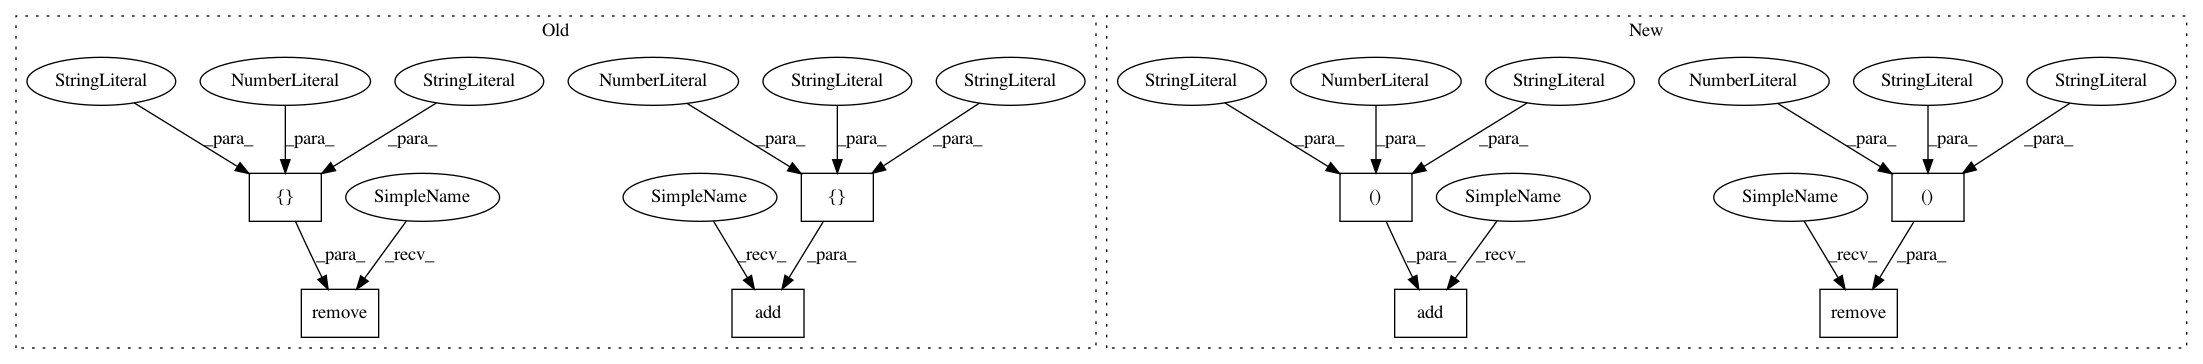 Old New
StringLiteral NumberLiteral StringLiteral NumberLiteral StringLiteral StringLiteral StringLiteral NumberLiteral StringLiteral NumberLiteral StringLiteral StringLiteral
_para_ _para_ _para_ _para_ _para_ _para_ _para_ _para_ _para_ _para_ _para_ _para_
{} SimpleName SimpleName {} () SimpleName SimpleName ()
_para_ _recv_ _recv_ _para_ _para_ _recv_ _recv_ _para_
remove add add remove